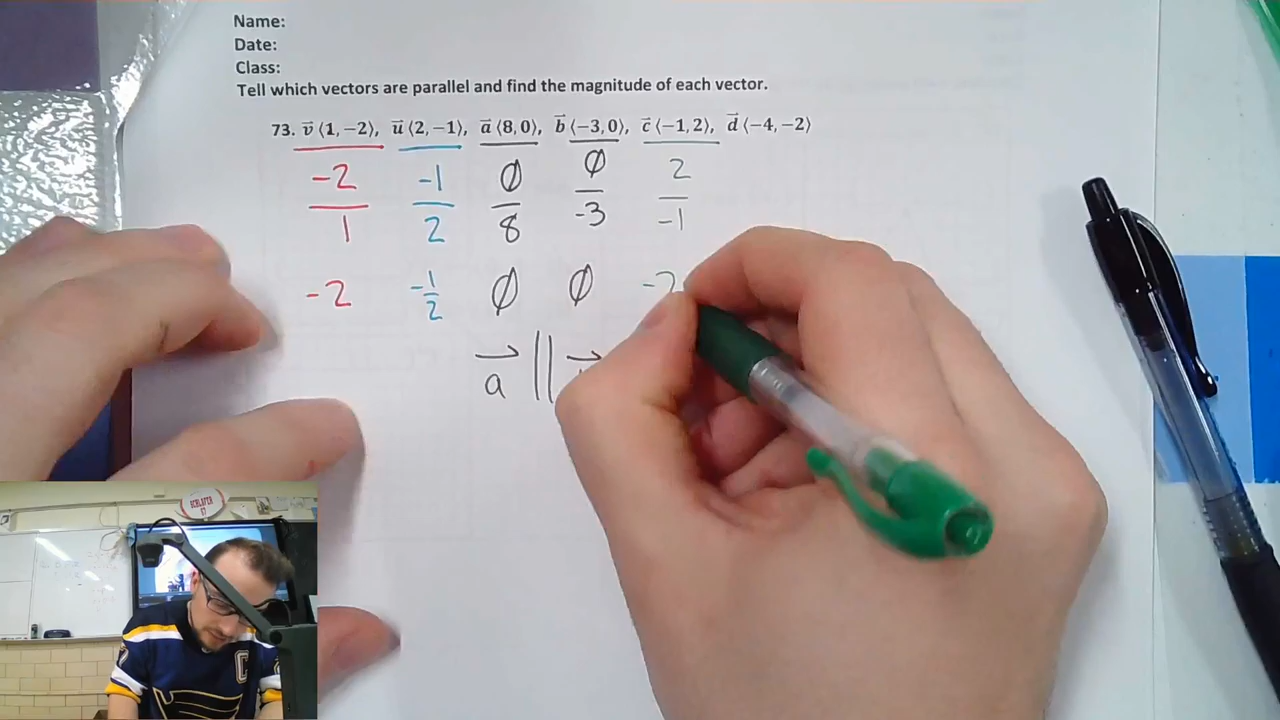 Name:
Date:
Class:
Tell which vectors are parallel and find the magnitude of each vector.
73. v⃗ ⟨1, −2⟩, u⃗ ⟨2, −1⟩, a⃗ ⟨8, 0⟩, b⃗ ⟨−3, 0⟩, c⃗ ⟨−1, 2⟩, d⃗ ⟨−4, −2⟩
-2/1 -1/2 ∅/8 ∅/-3 2/-1
-2 -1/2 ∅ ∅ -2
a⃗ ||